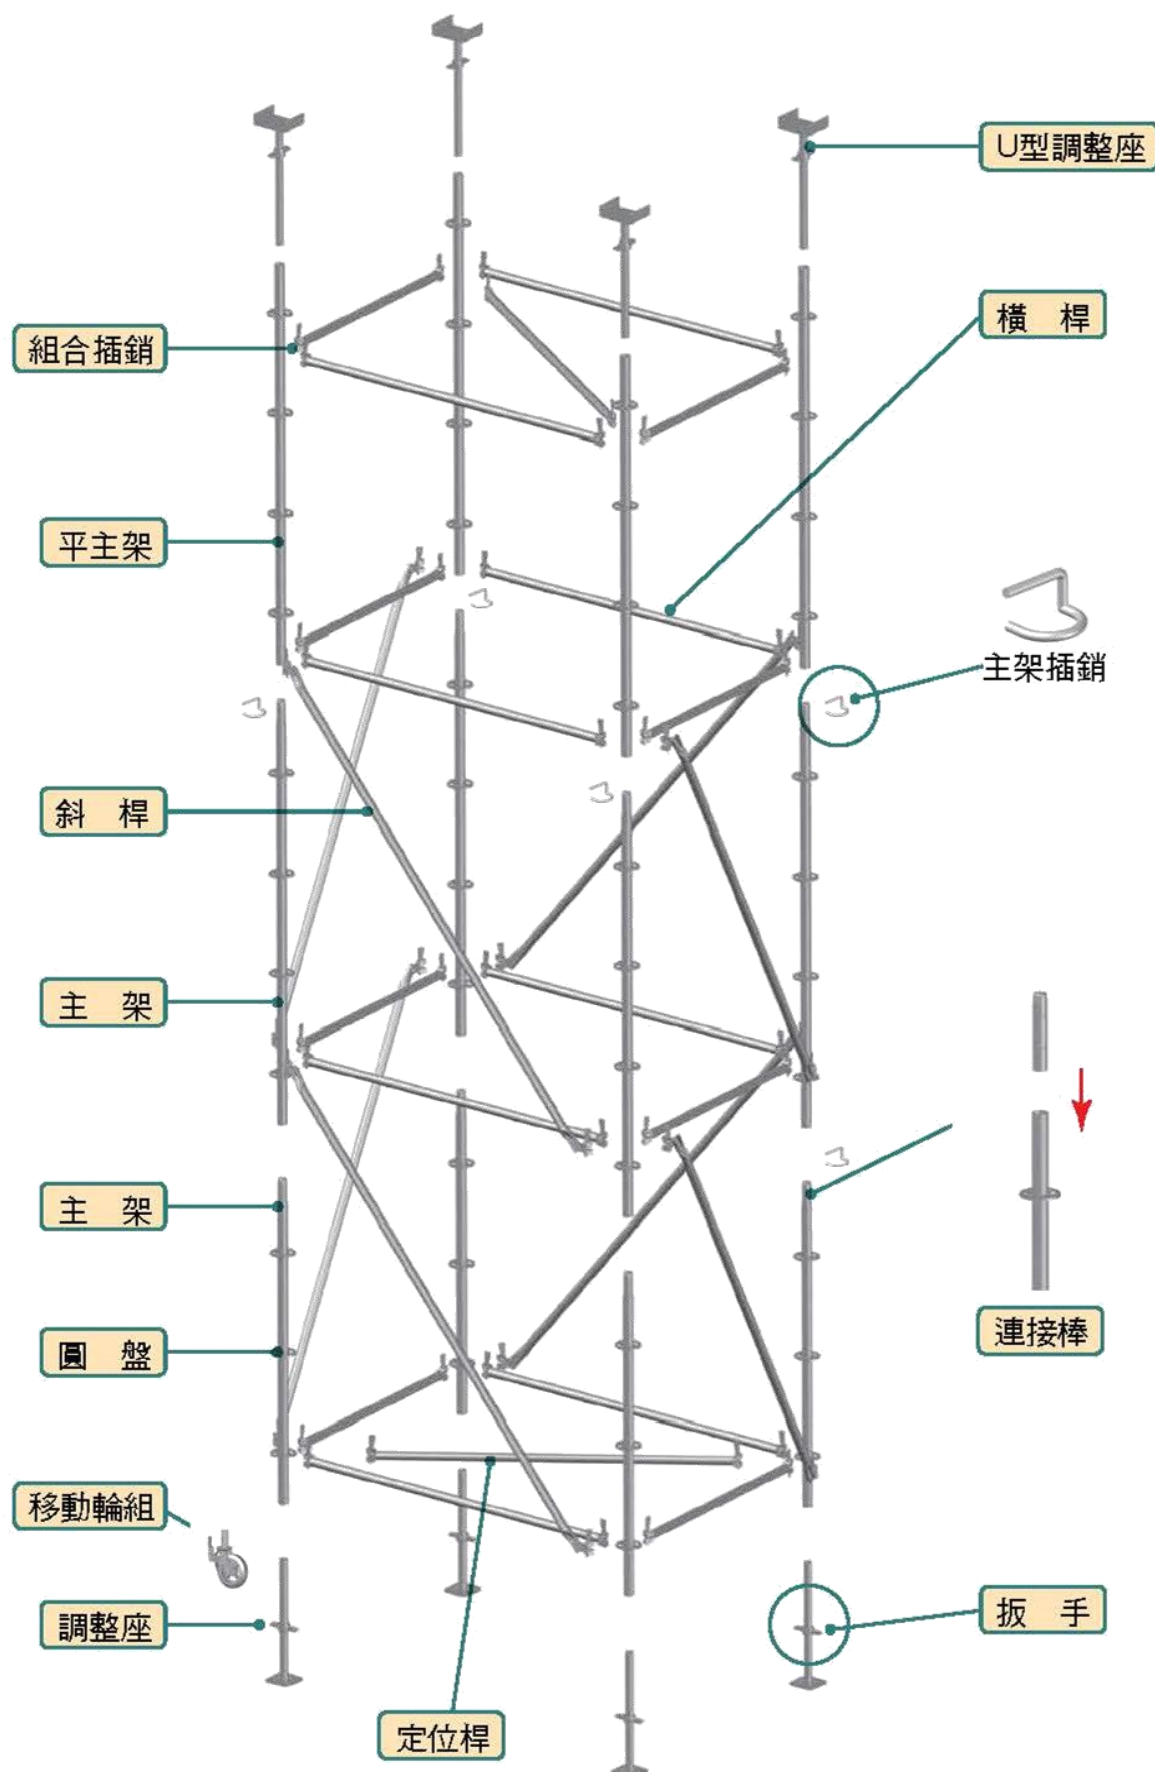 U型調整座
橫 桿
組合插銷
平主架
主架插銷
斜 桿
主 架
主 架
連接棒
圓 盤
移動輪組
調整座
扳 手
定位桿